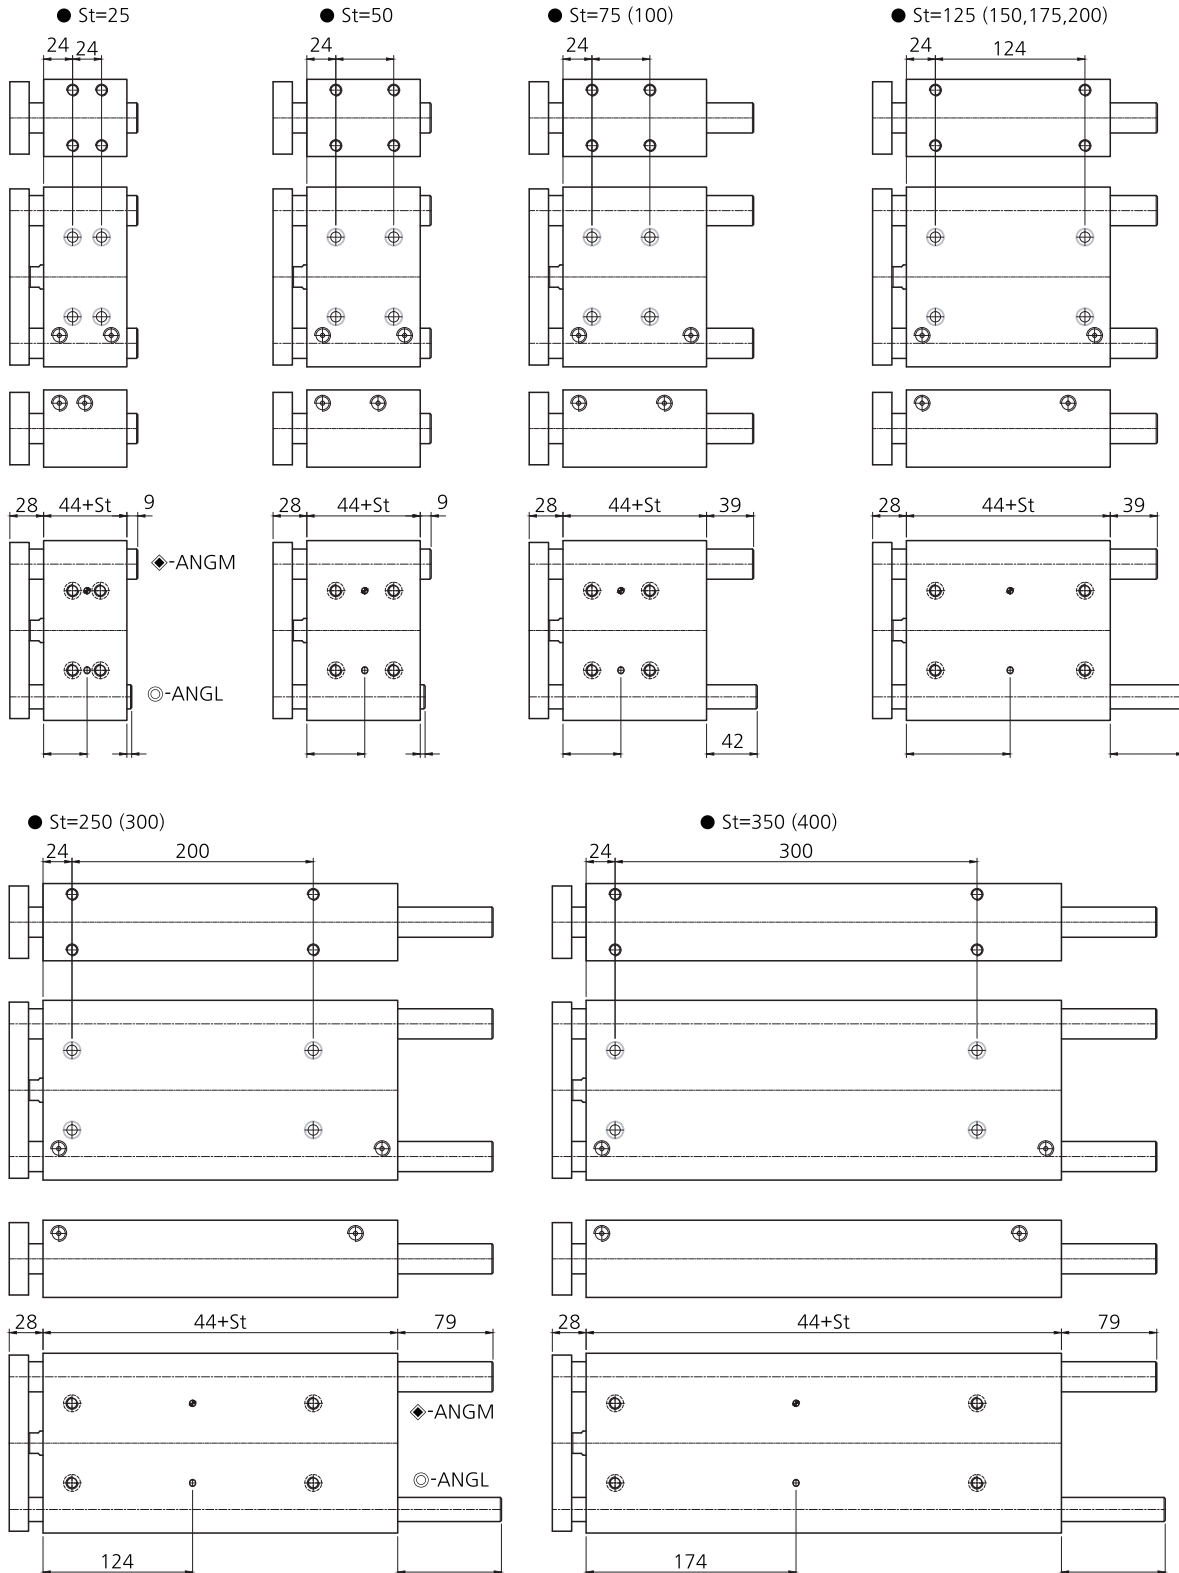 ● St=25
● St=50
● St=75 (100)
● St=125 (150,175,200)
24 24
24
24
24 124
28 44+St 9
28 44+St 9
28 44+St 39
28 44+St 39
◈-ANGM
◎-ANGL
42
● St=250 (300)
● St=350 (400)
24 200
24 300
28 44+St 79
28 44+St 79
◈-ANGM
◎-ANGL
124
174